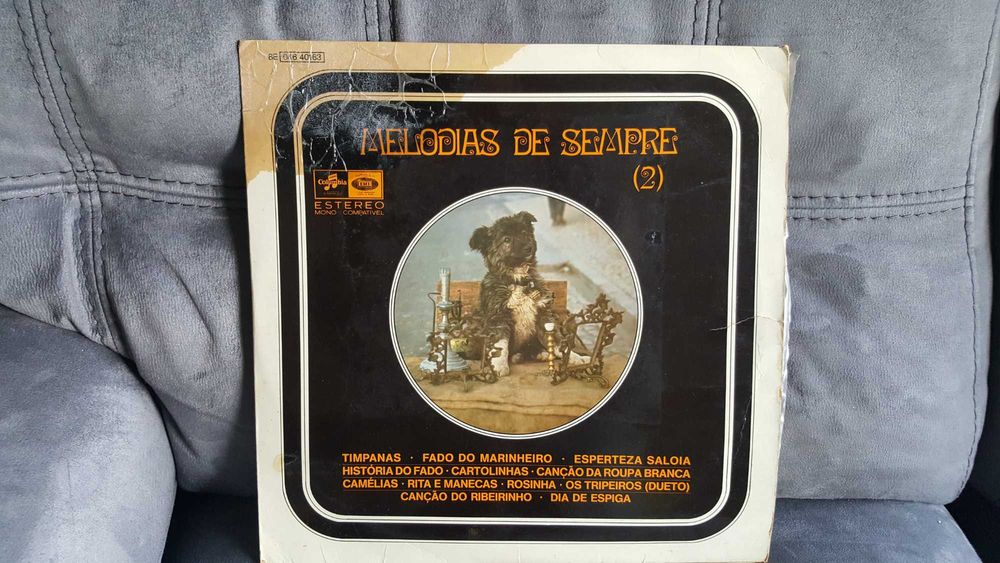 8E 048 40163
MELODIAS DE SEMPRE
(2)
Columbia
EMI
ESTEREO
MONO COMPATÍVEL
TIMPANAS · FADO DO MARINHEIRO · ESPERTEZA SALOIA
HISTÓRIA DO FADO · CARTOLINHAS · CANÇÃO DA ROUPA BRANCA
CAMÉLIAS · RITA E MANECAS · ROSINHA · OS TRIPEIROS (DUETO)
CANÇÃO DO RIBEIRINHO · DIA DE ESPIGA